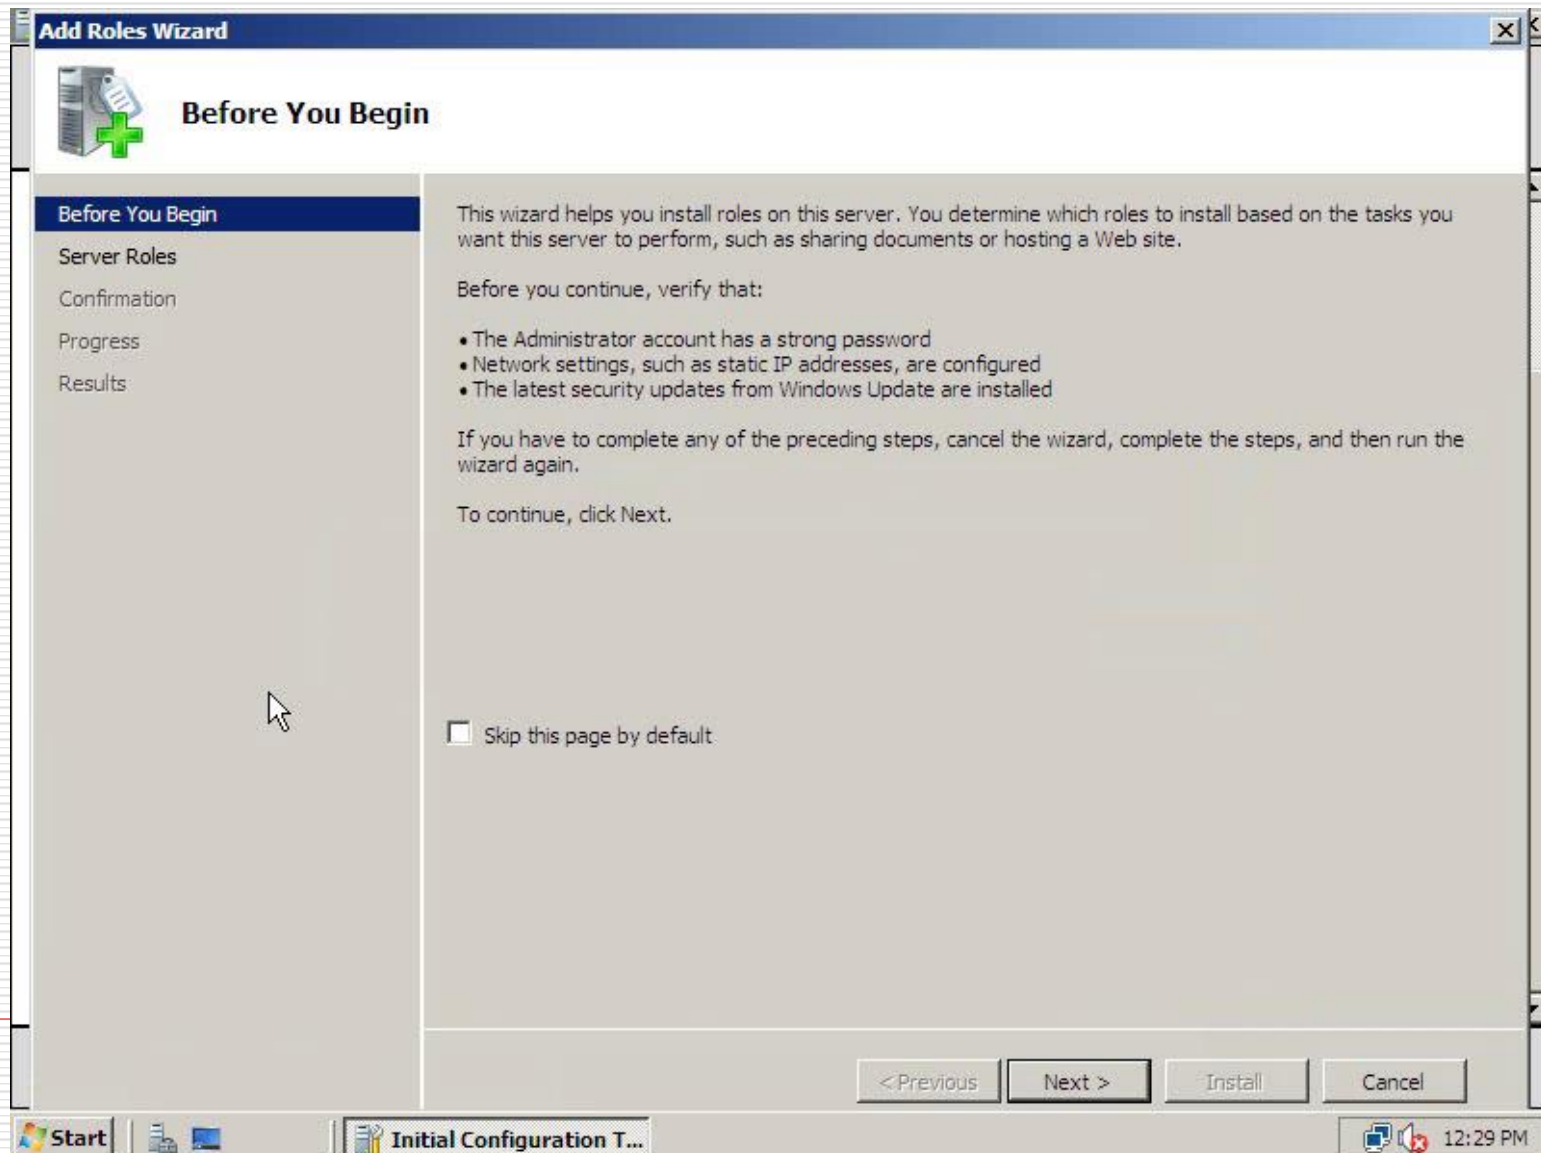 Add Roles Wizard
Before You Begin
Before You Begin
Server Roles
Confirmation
Progress
Results
This wizard helps you install roles on this server. You determine which roles to install based on the tasks you
want this server to perform, such as sharing documents or hosting a Web site.
Before you continue, verify that:
• The Administrator account has a strong password
• Network settings, such as static IP addresses, are configured
• The latest security updates from Windows Update are installed
If you have to complete any of the preceding steps, cancel the wizard, complete the steps, and then run the
wizard again.
To continue, click Next.
Skip this page by default
< Previous
Next >
Install
Cancel
Start
Initial Configuration T...
12:29 PM